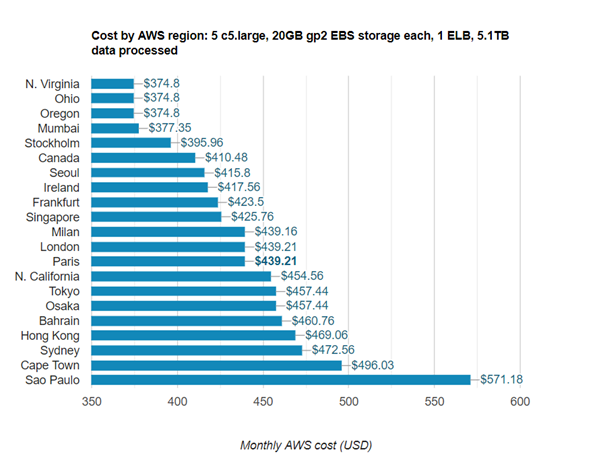 Cost by AWS region: 5 c5.large, 20GB gp2 EBS storage each, 1 ELB, 5.1TB
data processed
N. Virginia $374.8
Ohio $374.8
Oregon $374.8
Mumbai $377.35
Stockholm $395.96
Canada $410.48
Seoul $415.8
Ireland $417.56
Frankfurt $423.5
Singapore $425.76
Milan $439.16
London $439.21
Paris $439.21
N. California $454.56
Tokyo $457.44
Osaka $457.44
Bahrain $460.76
Hong Kong $469.06
Sydney $472.56
Cape Town $496.03
Sao Paulo $571.18
350 400 450 500 550 600
Monthly AWS cost (USD)